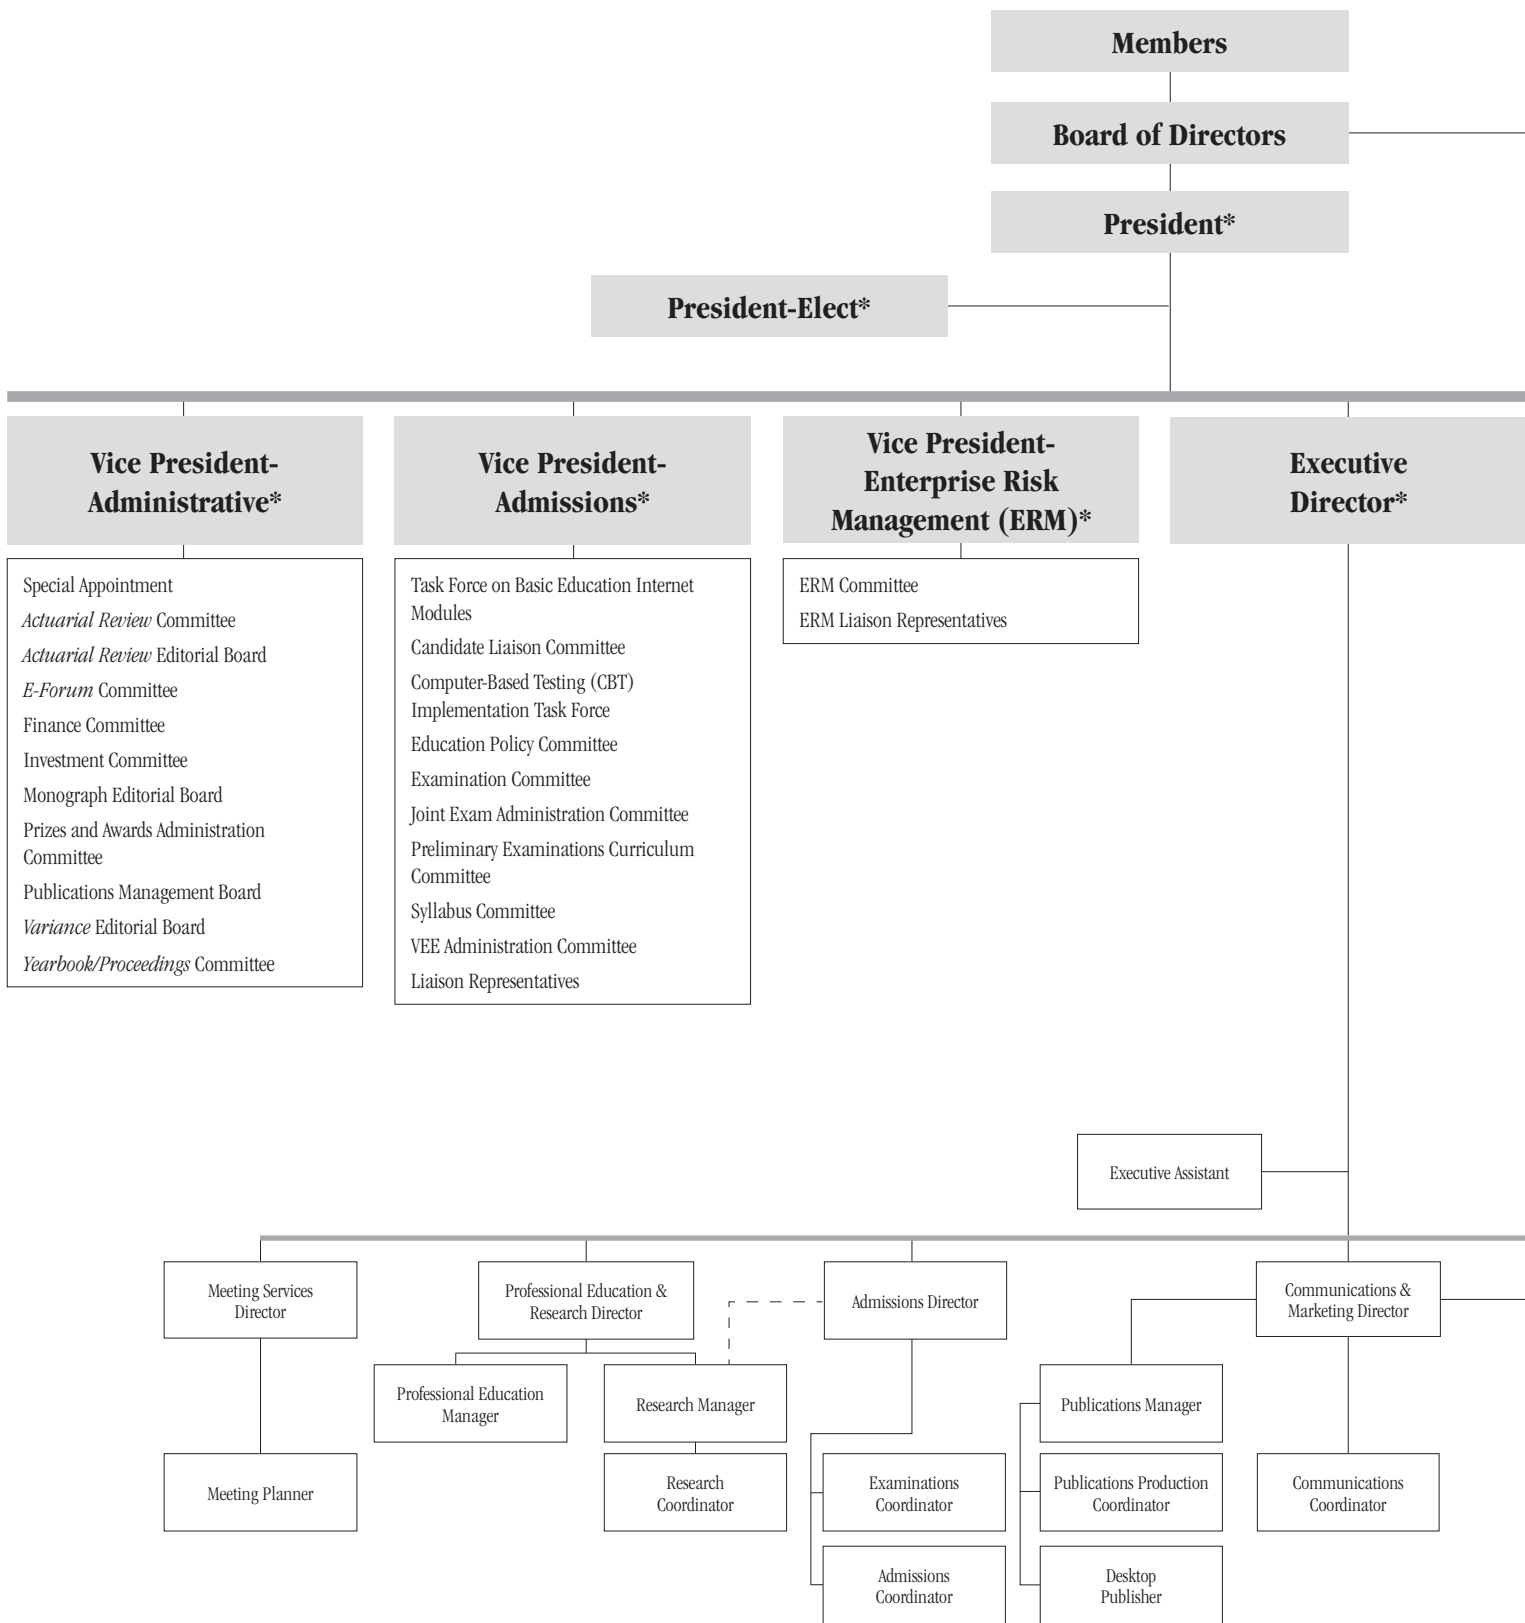 Members
Board of Directors
President*
President-Elect*
Vice President-
Administrative*
Vice President-
Admissions*
Vice President-
Enterprise Risk
Management (ERM)*
Executive
Director*
Special Appointment
Actuarial Review Committee
Actuarial Review Editorial Board
E-Forum Committee
Finance Committee
Investment Committee
Monograph Editorial Board
Prizes and Awards Administration
Committee
Publications Management Board
Variance Editorial Board
Yearbook/Proceedings Committee
Task Force on Basic Education Internet
Modules
Candidate Liaison Committee
Computer-Based Testing (CBT)
Implementation Task Force
Education Policy Committee
Examination Committee
Joint Exam Administration Committee
Preliminary Examinations Curriculum
Committee
Syllabus Committee
VEE Administration Committee
Liaison Representatives
ERM Committee
ERM Liaison Representatives
Executive Assistant
Meeting Services
Director
Professional Education &
Research Director
Admissions Director
Communications &
Marketing Director
Professional Education
Manager
Research Manager
Publications Manager
Meeting Planner
Research
Coordinator
Examinations
Coordinator
Publications Production
Coordinator
Communications
Coordinator
Admissions
Coordinator
Desktop
Publisher